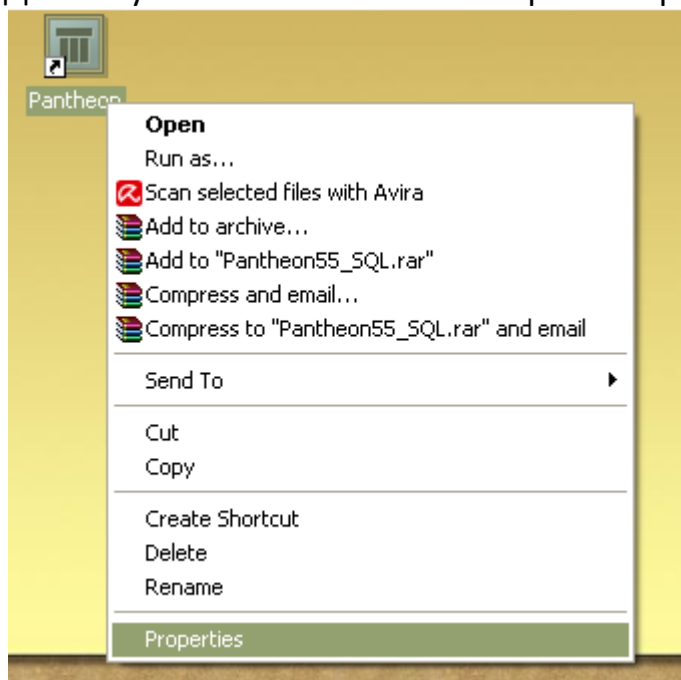 Pantheon
Open
Run as...
Scan selected files with Avira
Add to archive...
Add to "Pantheon55_SQL.rar"
Compress and email...
Compress to "Pantheon55_SQL.rar" and email
Send To
Cut
Copy
Create Shortcut
Delete
Rename
Properties